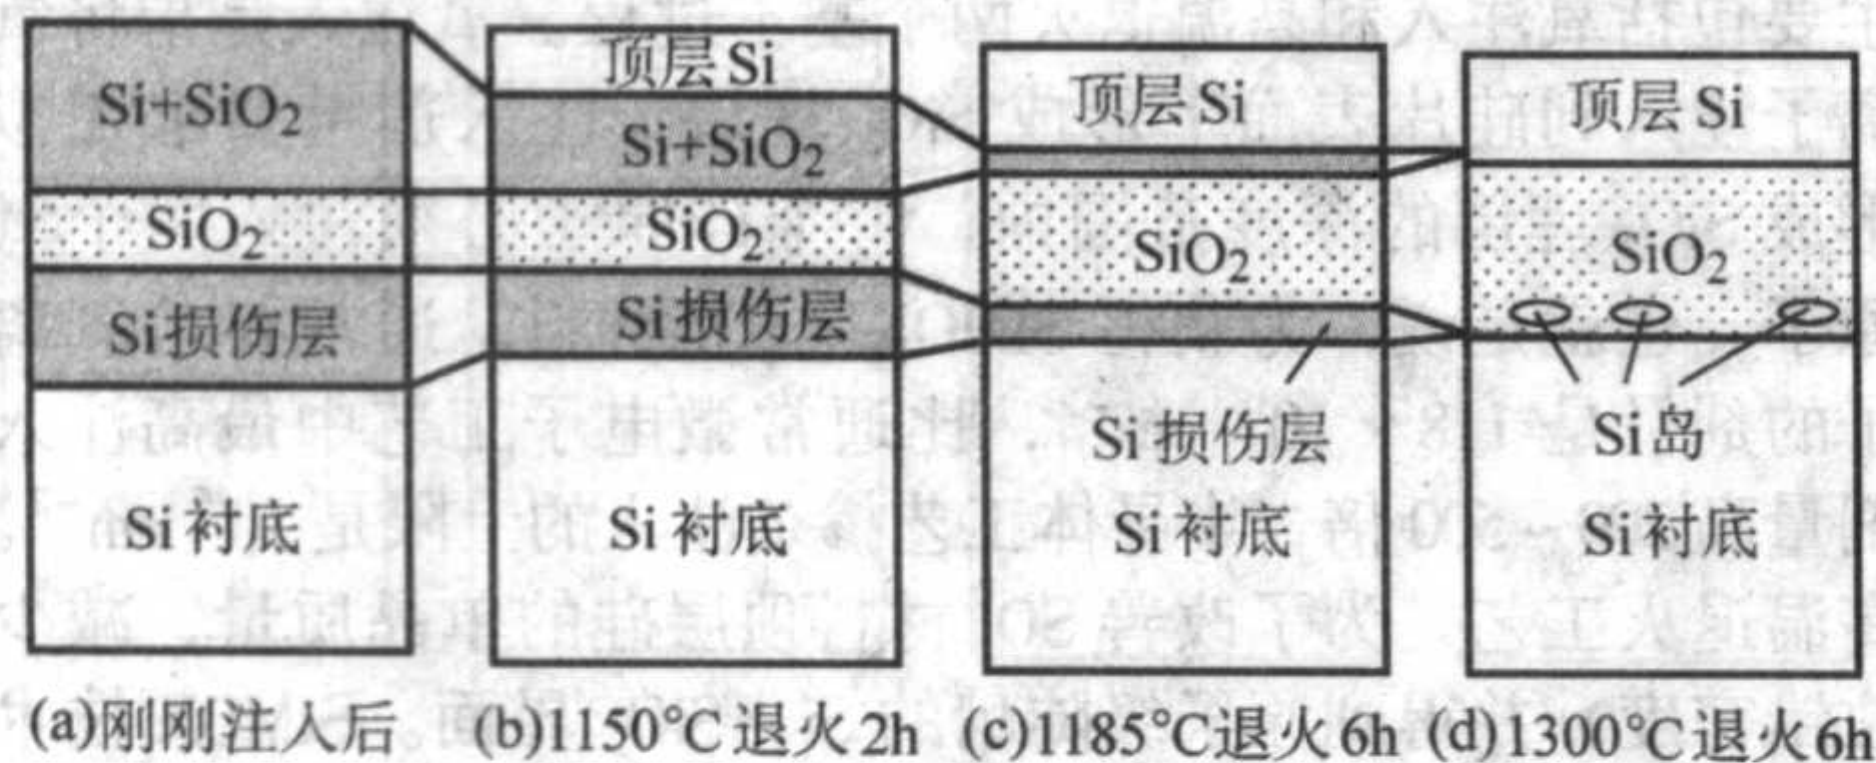 Si+SiO₂
SiO₂
Si损伤层
Si衬底
(a)刚刚注入后
顶层Si
Si+SiO₂
SiO₂
Si损伤层
Si衬底
(b)1150℃退火2h
顶层Si
SiO₂
Si损伤层
Si衬底
(c)1185℃退火6h
顶层Si
SiO₂
Si岛
Si衬底
(d)1300℃退火6h